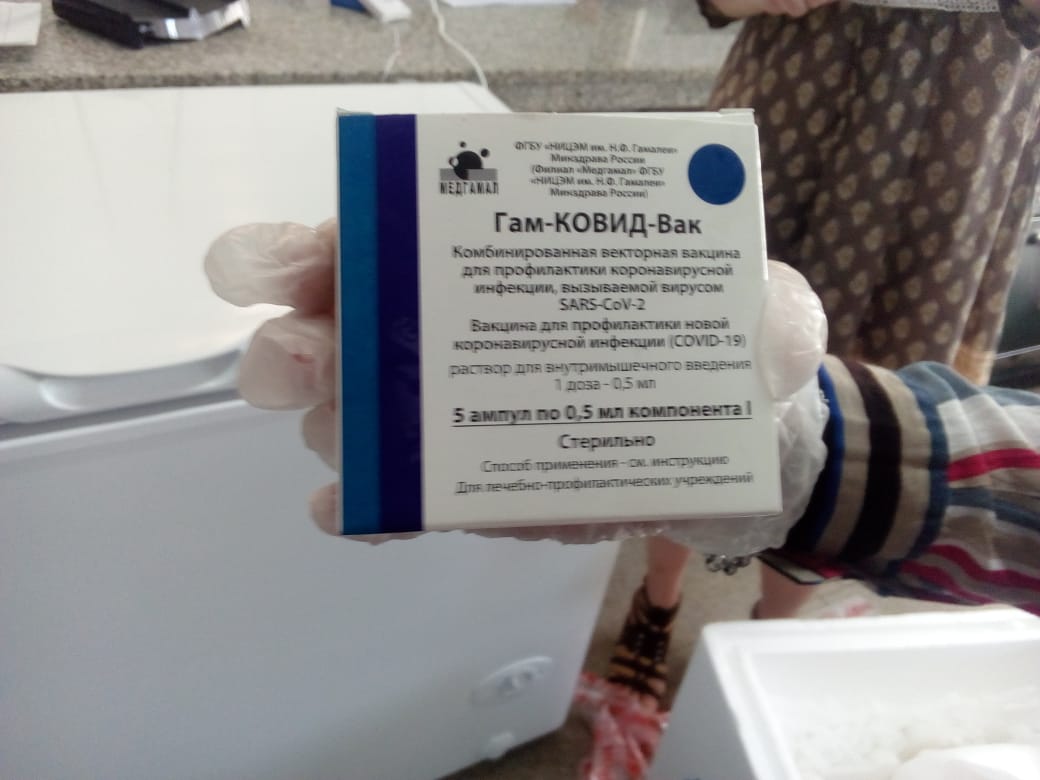 МЕДГАМАЛ
ФГБУ «НИЦЭМ им. Н.Ф. Гамалеи»
Минздрава России
(Филиал «Медгамал» ФГБУ
«НИЦЭМ им. Н.Ф. Гамалеи»
Минздрава России)
Гам-КОВИД-Вак
Комбинированная векторная вакцина
для профилактики коронавирусной
инфекции, вызываемой вирусом
SARS-CoV-2
Вакцина для профилактики новой
коронавирусной инфекции (COVID-19)
раствор для внутримышечного введения
1 доза - 0,5 мл
5 ампул по 0,5 мл компонента I
Стерильно
Способ применения - см. инструкцию
Для лечебно-профилактических учреждений